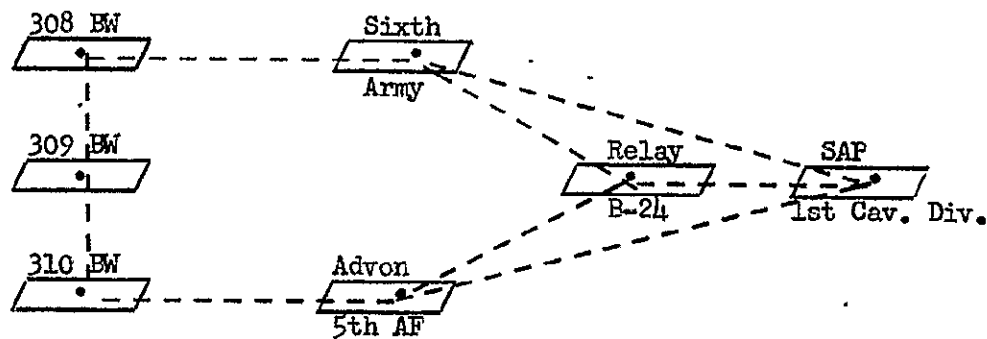 308 BW
Sixth
Army
309 BW
Relay
B-24
SAP
1st Cav. Div.
310 BW
Advon
5th AF